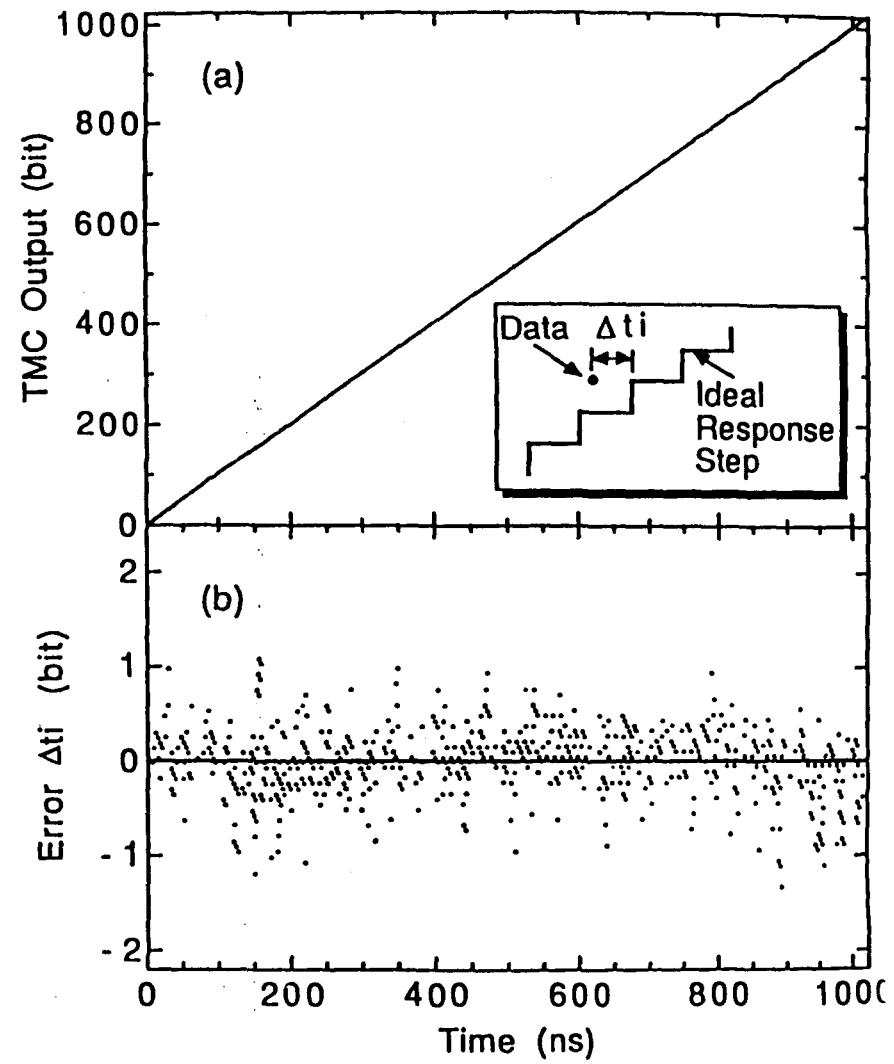 1000
800
600
400
200
0
TMC Output (bit)
(a)
Data
Δ t i
Ideal
Response
Step
2
1
0
- 1
- 2
Error Δti (bit)
(b)
0
200
400
600
800
1000
Time (ns)